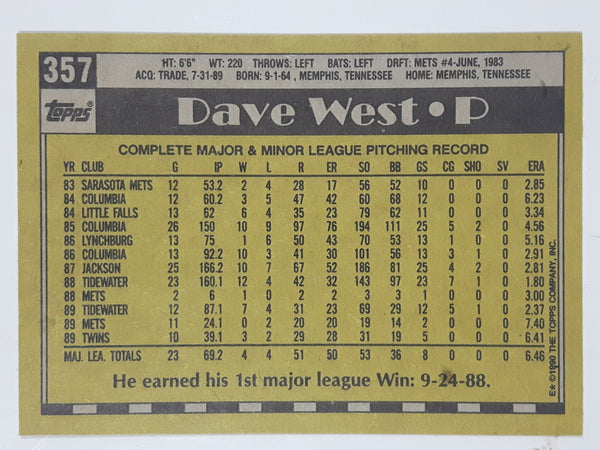 357
HT: 6'6" WT: 220 THROWS: LEFT BATS: LEFT DRFT: METS #4-JUNE, 1983
ACQ: TRADE, 7-31-89 BORN: 9-1-64, MEMPHIS, TENNESSEE HOME: MEMPHIS, TENNESSEE
Topps® Dave West • P
COMPLETE MAJOR & MINOR LEAGUE PITCHING RECORD
YR CLUB G IP W L R ER SO BB GS CG SHO SV ERA
83 SARASOTA METS 12 53.2 2 4 28 17 56 52 10 0 0 0 2.85
84 COLUMBIA 12 60.2 3 5 47 42 60 68 12 0 0 0 6.23
84 LITTLE FALLS 13 62 6 4 35 23 79 62 11 0 0 0 3.34
85 COLUMBIA 26 150 10 9 97 76 194 111 25 5 2 0 4.56
86 LYNCHBURG 13 75 1 6 50 43 70 53 13 1 0 0 5.16
86 COLUMBIA 13 92.2 10 3 41 30 101 56 13 3 1 0 2.91
87 JACKSON 25 166.2 10 7 67 52 186 81 25 4 2 0 2.81
88 TIDEWATER 23 160.1 12 4 42 32 143 97 23 7 1 0 1.80
88 METS 2 6 1 0 2 2 3 3 1 0 0 0 3.00
89 TIDEWATER 12 87.1 7 4 31 23 69 29 12 5 1 0 2.37
89 METS 11 24.1 0 2 20 20 19 14 2 0 0 0 7.40
89 TWINS 10 39.1 3 2 29 28 31 19 5 0 0 0 6.41
MAJ. LEA. TOTALS 23 69.2 4 4 51 50 53 36 8 0 0 0 6.46
He earned his 1st major league Win: 9-24-88.
E★ ©1990 THE TOPPS COMPANY, INC.